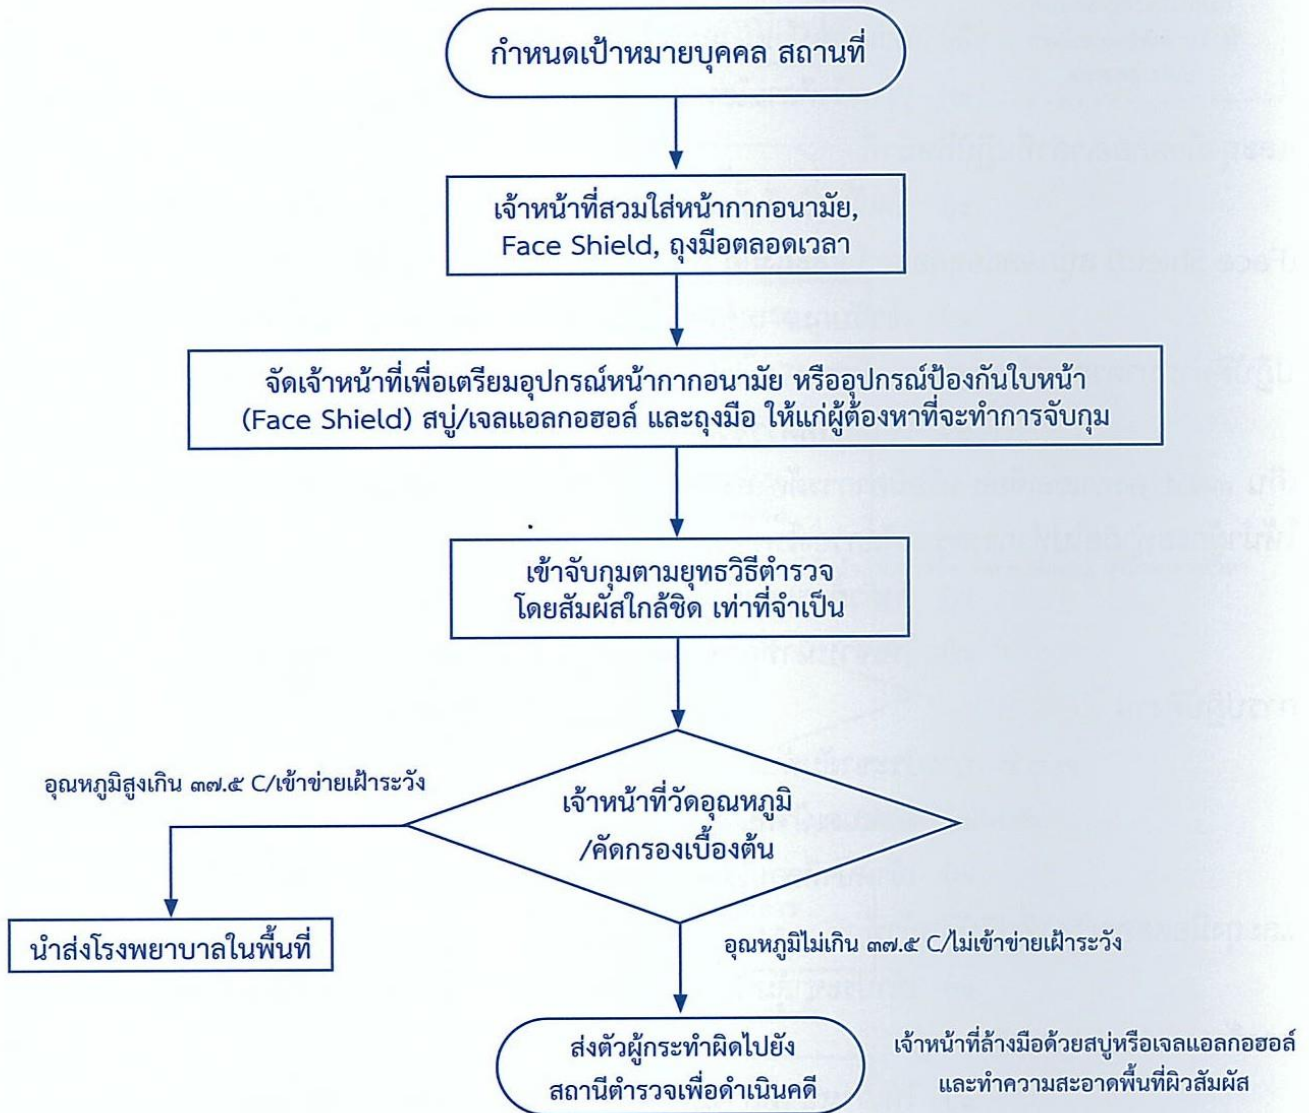 กำหนดเป้าหมายบุคคล สถานที่
เจ้าหน้าที่สวมใส่หน้ากากอนามัย,
Face Shield, ถุงมือตลอดเวลา
จัดเจ้าหน้าที่เพื่อเตรียมอุปกรณ์หน้ากากอนามัย หรืออุปกรณ์ป้องกันใบหน้า
(Face Shield) สบู่/เจลแอลกอฮอล์ และถุงมือ ให้แก่ผู้ต้องหาที่จะทำการจับกุม
เข้าจับกุมตามยุทธวิธีตำรวจ
โดยสัมผัสใกล้ชิด เท่าที่จำเป็น
อุณหภูมิสูงเกิน ๓๗.๕ C/เข้าข่ายเฝ้าระวัง
เจ้าหน้าที่วัดอุณหภูมิ
/คัดกรองเบื้องต้น
นำส่งโรงพยาบาลในพื้นที่
อุณหภูมิไม่เกิน ๓๗.๕ C/ไม่เข้าข่ายเฝ้าระวัง
ส่งตัวผู้กระทำผิดไปยัง
สถานีตำรวจเพื่อดำเนินคดี
เจ้าหน้าที่ล้างมือด้วยสบู่หรือเจลแอลกอฮอล์
และทำความสะอาดพื้นที่ผิวสัมผัส